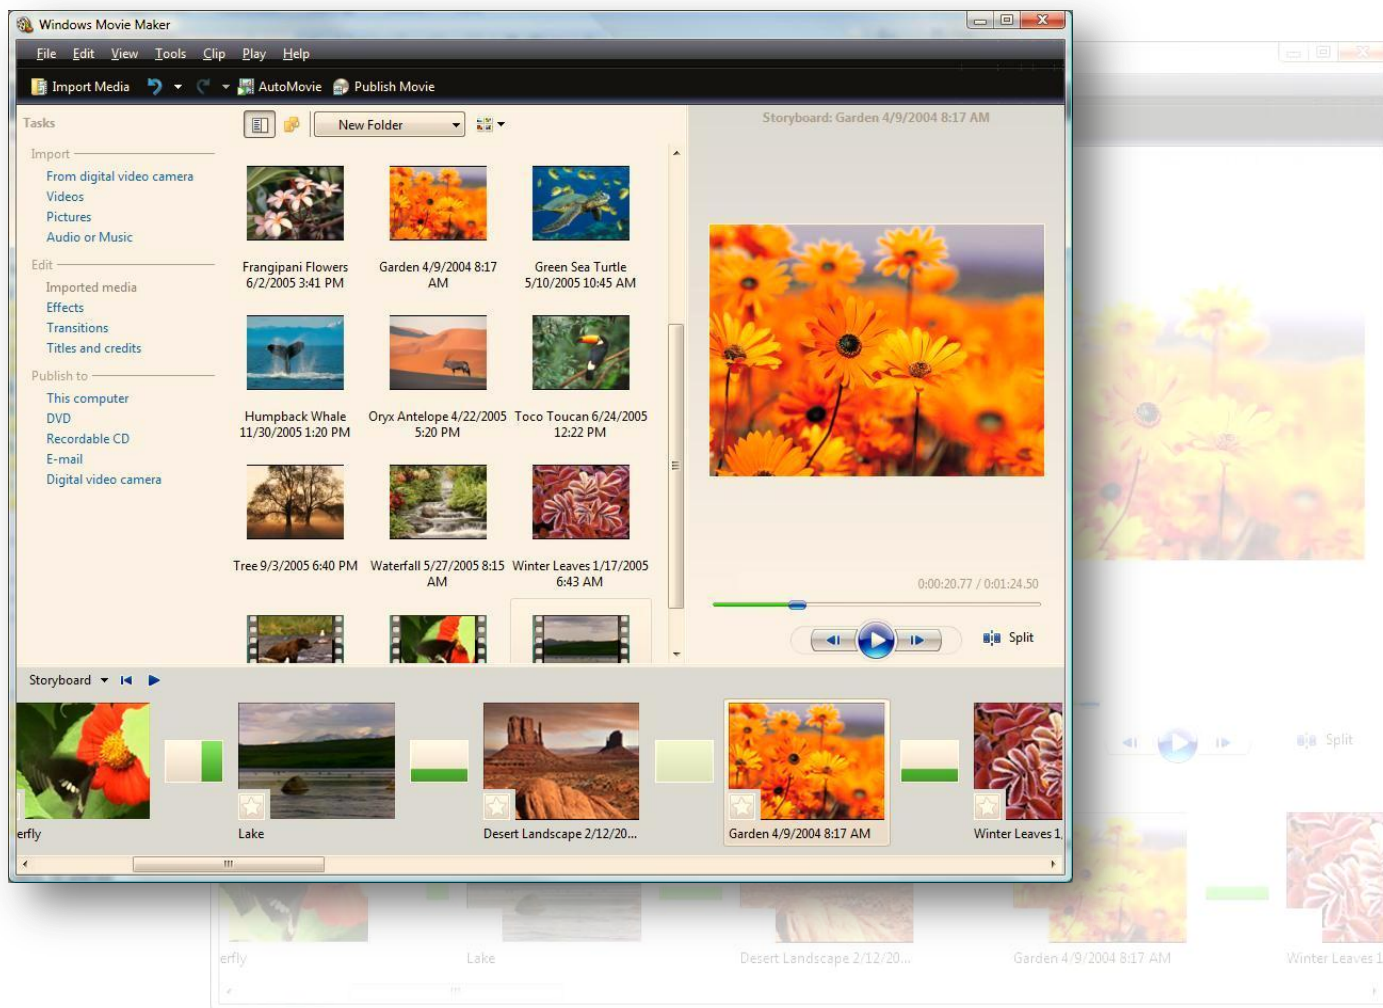 Windows Movie Maker
File Edit View Tools Clip Play Help
Import Media AutoMovie Publish Movie
Tasks
Import
From digital video camera
Videos
Pictures
Audio or Music
Edit
Imported media
Effects
Transitions
Titles and credits
Publish to
This computer
DVD
Recordable CD
E-mail
Digital video camera
New Folder
Frangipani Flowers
6/2/2005 3:41 PM
Garden 4/9/2004 8:17
AM
Green Sea Turtle
5/10/2005 10:45 AM
Humpback Whale
11/30/2005 1:20 PM
Oryx Antelope 4/22/2005
5:20 PM
Toco Toucan 6/24/2005
12:22 PM
Tree 9/3/2005 6:40 PM
Waterfall 5/27/2005 8:15
AM
Winter Leaves 1/17/2005
6:43 AM
Storyboard: Garden 4/9/2004 8:17 AM
0:00:20.77 / 0:01:24.50
Split
Storyboard
erfly
Lake
Desert Landscape 2/12/20...
Garden 4/9/2004 8:17 AM
Winter Leaves 1
Split
erfly
Lake
Desert Landscape 2/12/20...
Garden 4/9/2004 8:17 AM
Winter Leaves 1